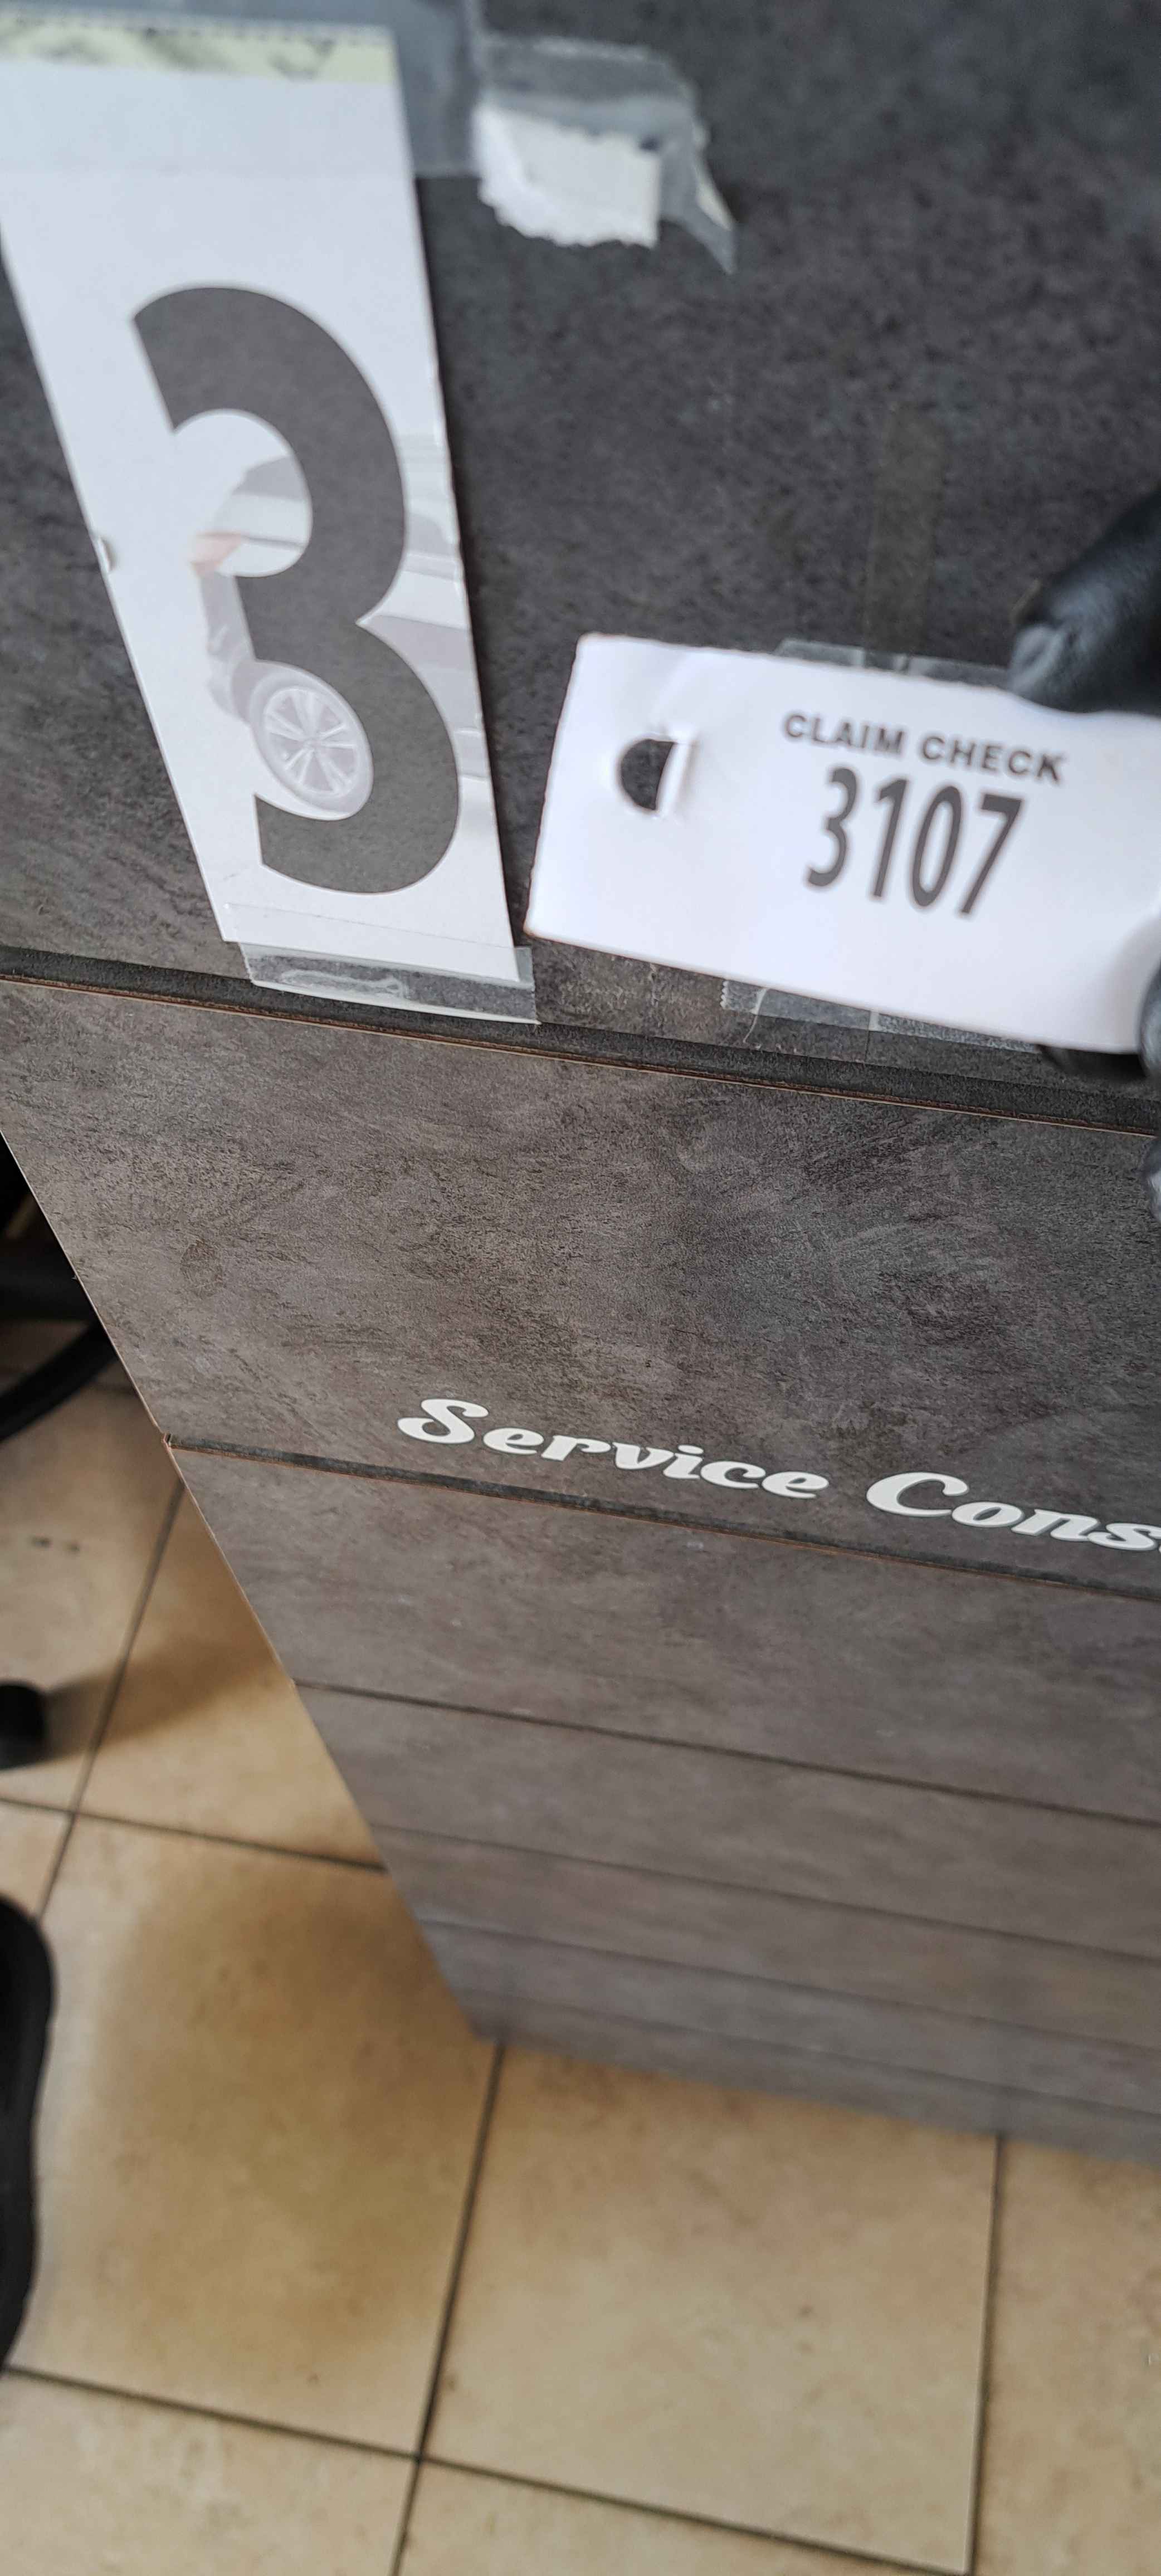 3
CLAIM CHECK
3107
Service Cons